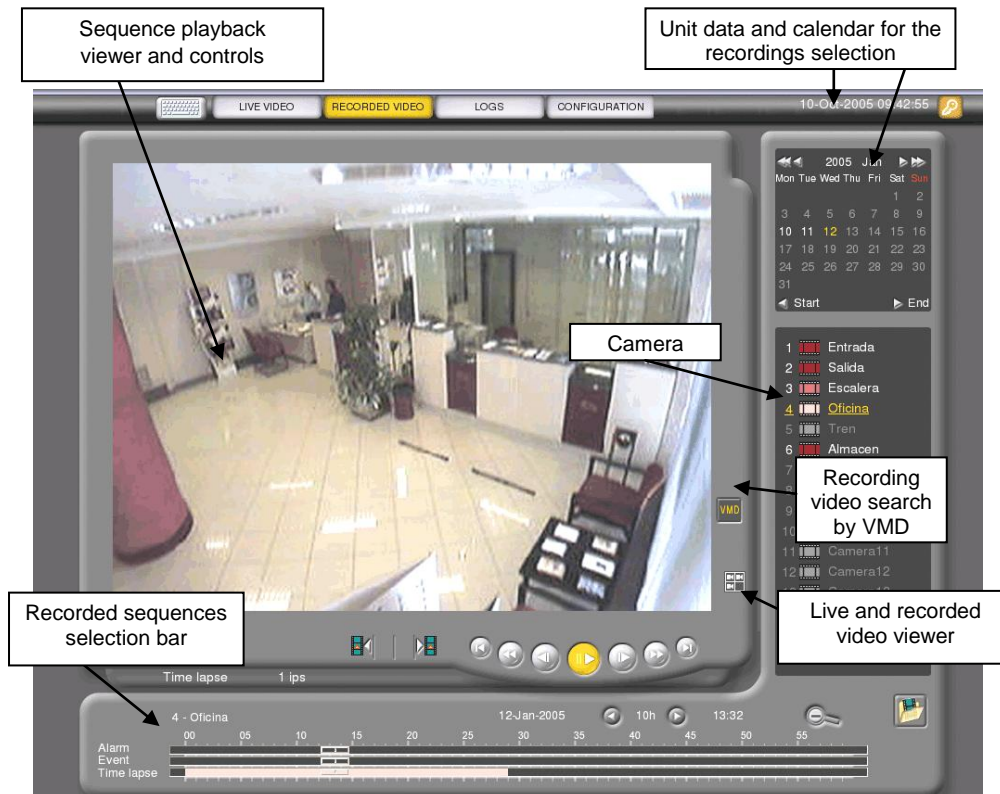 Sequence playback
viewer and controls
Unit data and calendar for the
recordings selection
LIVE VIDEO
RECORDED VIDEO
LOGS
CONFIGURATION
10-Oct-2005 09:42:55
2005 Jan
Mon Tue Wed Thu Fri Sat Sun
1 2
3 4 5 6 7 8 9
10 11 12 13 14 15 16
17 18 19 20 21 22 23
24 25 26 27 28 29 30
31
Start End
Camera
1 Entrada
2 Salida
3 Escalera
4 Oficina
5 Tren
6 Almacen
7
8
9
10
11 Camera11
12 Camera12
Recording
video search
by VMD
VMD
Live and recorded
video viewer
Recorded sequences
selection bar
Time lapse 1 ips
4 - Oficina 12-Jan-2005 10h 13:32
00 05 10 15 20 25 30 35 40 45 50 55
Alarm
Event
Time lapse